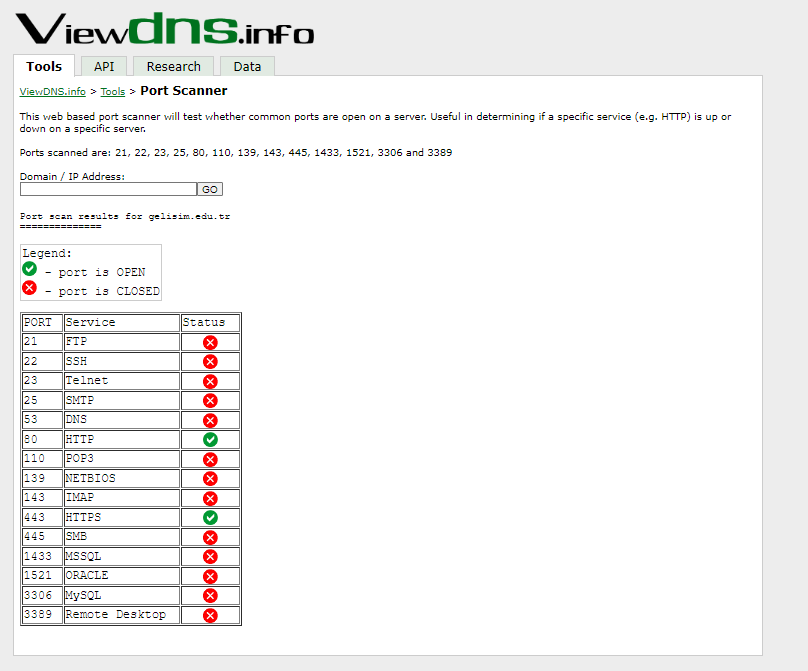 Viewdns.info
Tools API Research Data
ViewDNS.info > Tools > Port Scanner
This web based port scanner will test whether common ports are open on a server. Useful in determining if a specific service (e.g. HTTP) is up or
down on a specific server.
Ports scanned are: 21, 22, 23, 25, 80, 110, 139, 143, 445, 1433, 1521, 3306 and 3389
Domain / IP Address:
GO
Port scan results for gelisim.edu.tr
==============
Legend:
- port is OPEN
- port is CLOSED
PORT Service Status
21 FTP
22 SSH
23 Telnet
25 SMTP
53 DNS
80 HTTP
110 POP3
139 NETBIOS
143 IMAP
443 HTTPS
445 SMB
1433 MSSQL
1521 ORACLE
3306 MySQL
3389 Remote Desktop